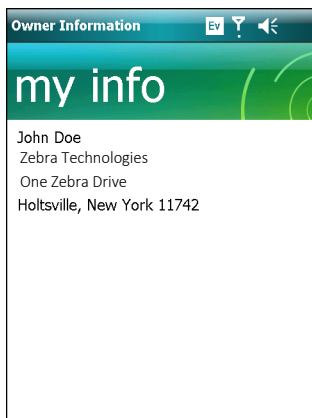 Owner Information Ev
my info
John Doe
Zebra Technologies
One Zebra Drive
Holtsville, New York 11742